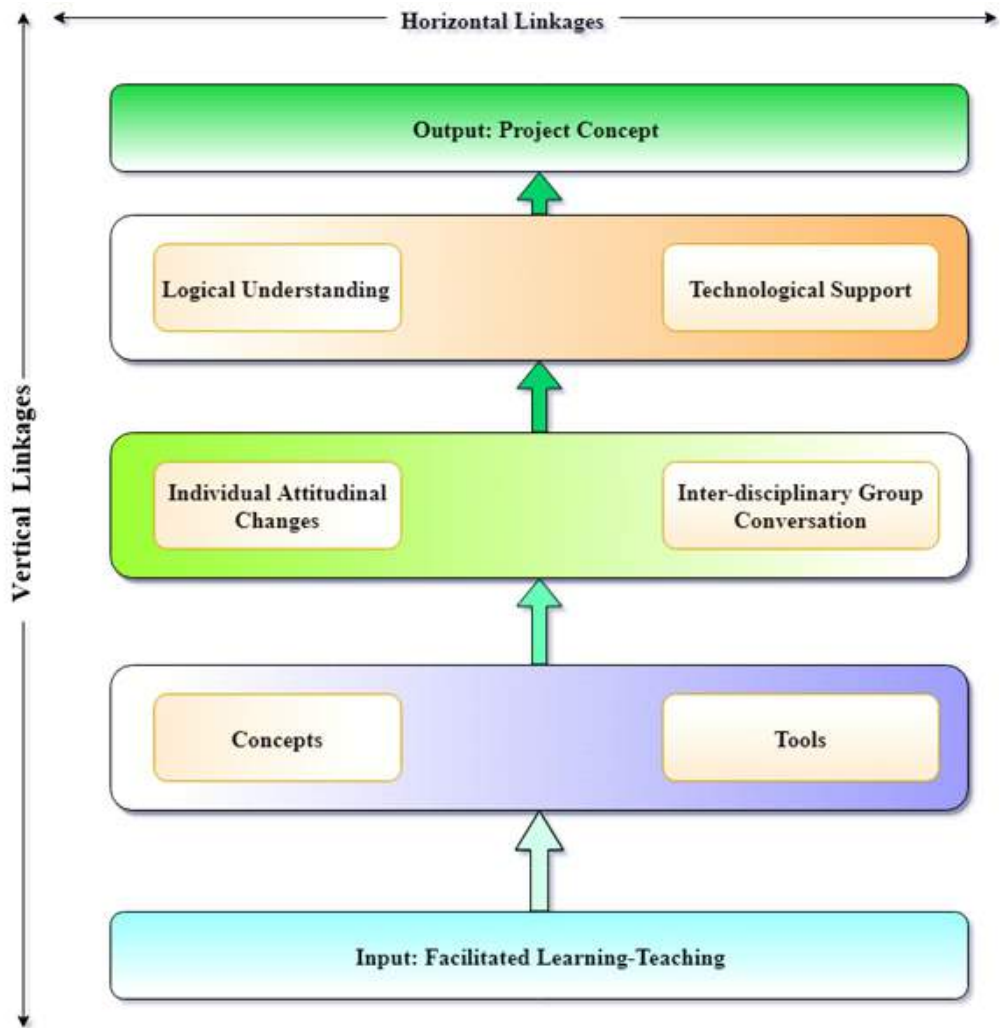 Horizontal Linkages
Vertical Linkages
Output: Project Concept
Logical Understanding
Technological Support
Individual Attitudinal
Changes
Inter-disciplinary Group
Conversation
Concepts
Tools
Input: Facilitated Learning-Teaching